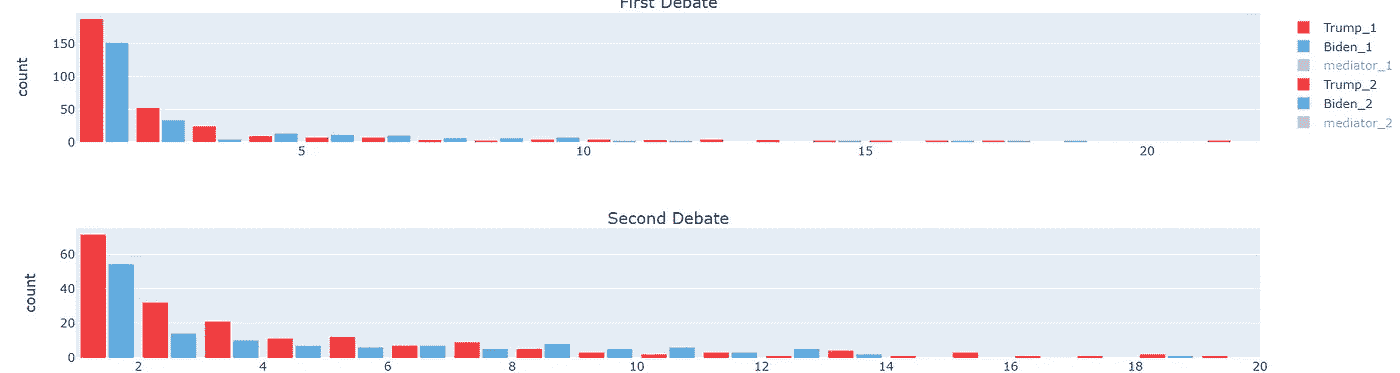 First Debate
count
150
100
50
0
5
10
15
20
Trump_1
Biden_1
mediator_1
Trump_2
Biden_2
mediator_2
Second Debate
count
60
40
20
0
2
4
6
8
10
12
14
16
18
20